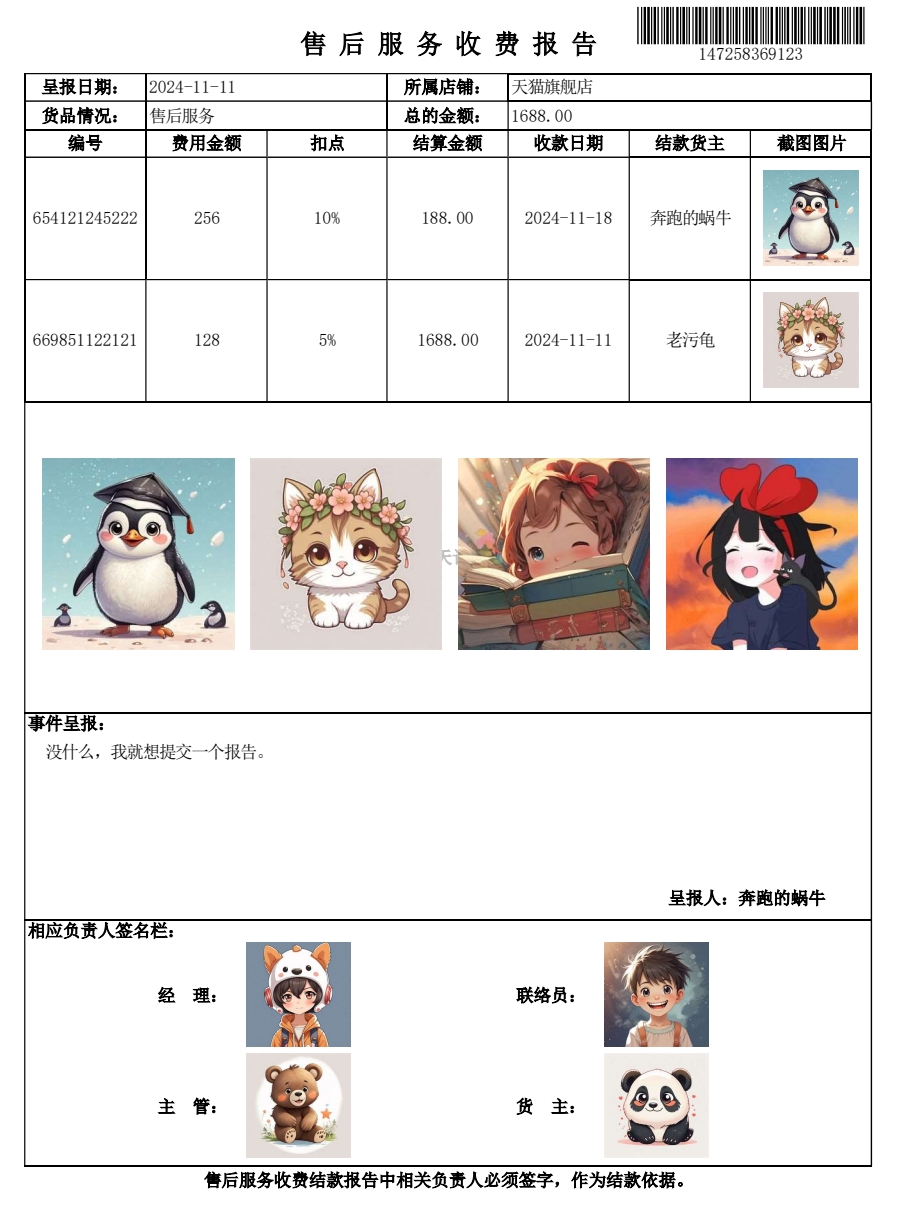 售后服务收费报告
147258369123
呈报日期： 2024-11-11 所属店铺： 天猫旗舰店
货品情况： 售后服务 总的金额： 1688.00
编号 费用金额 扣点 结算金额 收款日期 结款货主 截图图片
654121245222 256 10% 188.00 2024-11-18 奔跑的蜗牛
669851122121 128 5% 1688.00 2024-11-11 老污龟
事件呈报：
没什么，我就想提交一个报告。
呈报人：奔跑的蜗牛
相应负责人签名栏：
经 理： 联络员：
主 管： 货 主：
售后服务收费结款报告中相关负责人必须签字，作为结款依据。